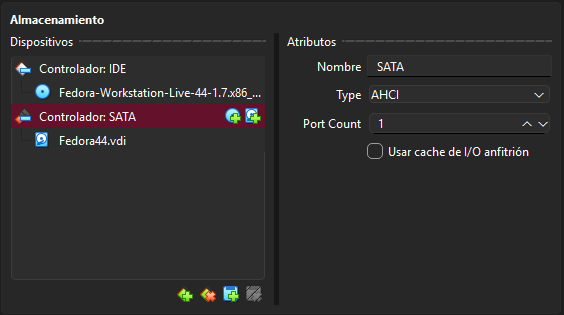 Almacenamiento
Dispositivos
Controlador: IDE
Fedora-Workstation-Live-44-1.7.x86_...
Controlador: SATA
Fedora44.vdi
Atributos
Nombre SATA
Type AHCI
Port Count 1
Usar cache de I/O anfitrión